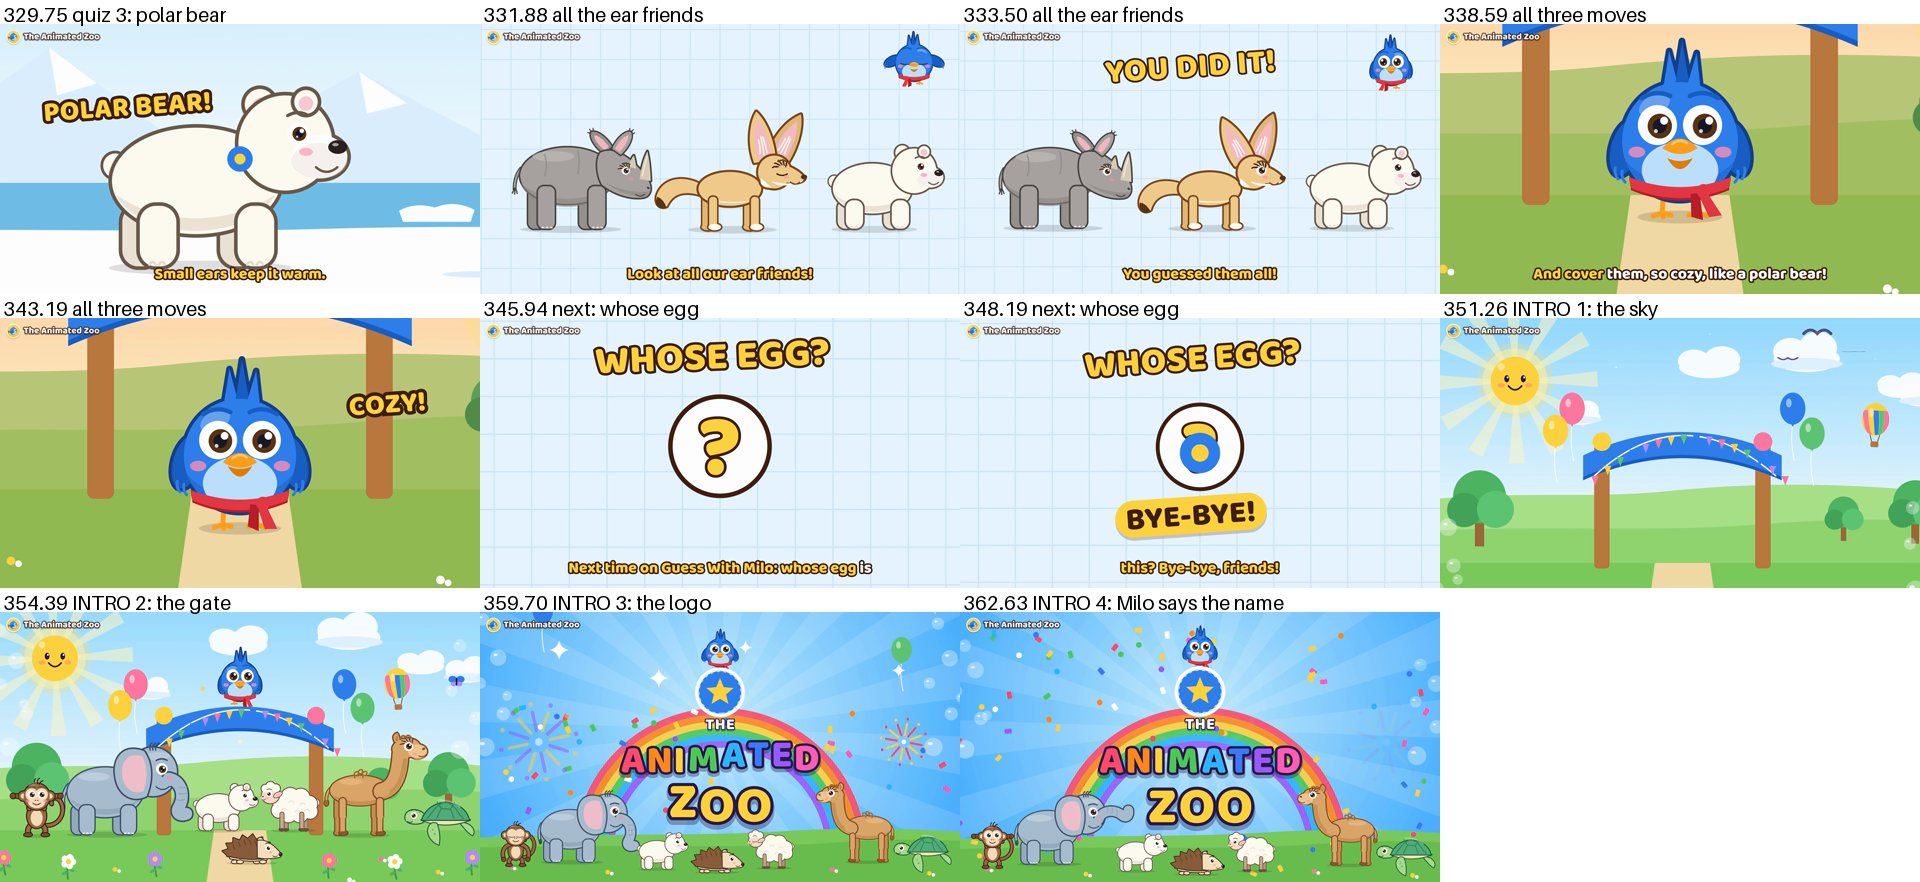 329.75 quiz 3: polar bear
The Animated Zoo
POLAR BEAR!
Small ears keep it warm.
331.88 all the ear friends
The Animated Zoo
Look at all our ear friends!
333.50 all the ear friends
The Animated Zoo
YOU DID IT!
You guessed them all!
338.59 all three moves
The Animated Zoo
And cover them, so cozy, like a polar bear!
343.19 all three moves
The Animated Zoo
COZY!
345.94 next: whose egg
The Animated Zoo
WHOSE EGG?
?
Next time on Guess With Milo: whose egg is
348.19 next: whose egg
The Animated Zoo
WHOSE EGG?
BYE-BYE!
this? Bye-bye, friends!
351.26 INTRO 1: the sky
The Animated Zoo
354.39 INTRO 2: the gate
The Animated Zoo
359.70 INTRO 3: the logo
The Animated Zoo
THE
ANIMATED
ZOO
362.63 INTRO 4: Milo says the name
The Animated Zoo
THE
ANIMATED
ZOO